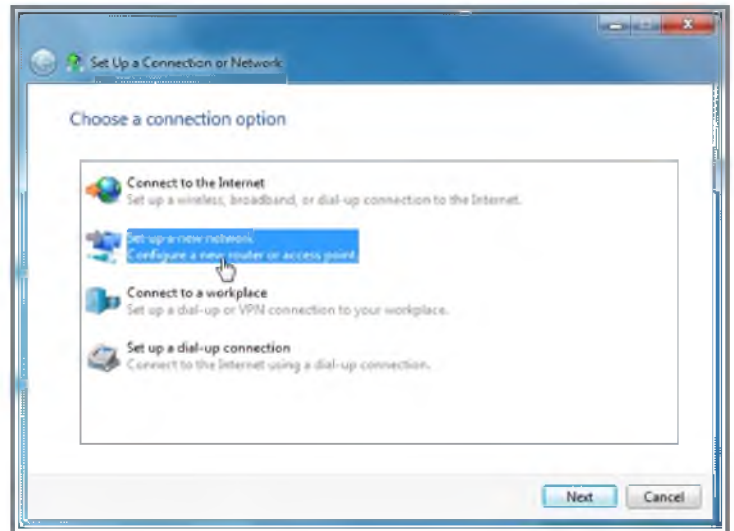 Set Up a Connection or Network
Choose a connection option
Connect to the Internet
Set up a wireless, broadband, or dial-up connection to the Internet.
Set up a new network
Configure a new router or access point.
Connect to a workplace
Set up a dial-up or VPN connection to your workplace.
Set up a dial-up connection
Connect to the Internet using a dial-up connection.
Next
Cancel